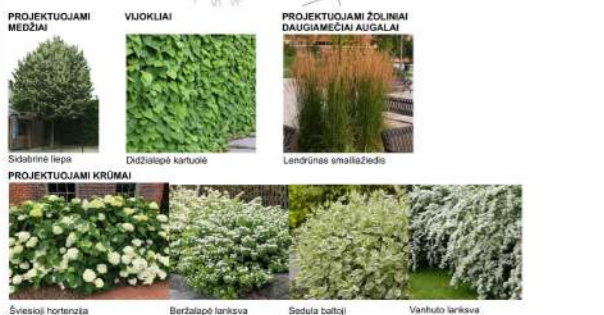 PROJEKTUOJAMI
MEDŽIAI
VIJOKLIAI
PROJEKTUOJAMI ŽOLINIAI
DAUGIAMEČIAI AUGALAI
Sidabrinė liepa
Didžialapė kartuolė
Lendrūnas smailiažiedis
PROJEKTUOJAMI KRŪMAI
Šviesioji hortenzija
Beržalapė lanksva
Sedula baltoji
Vanhuto lanksva